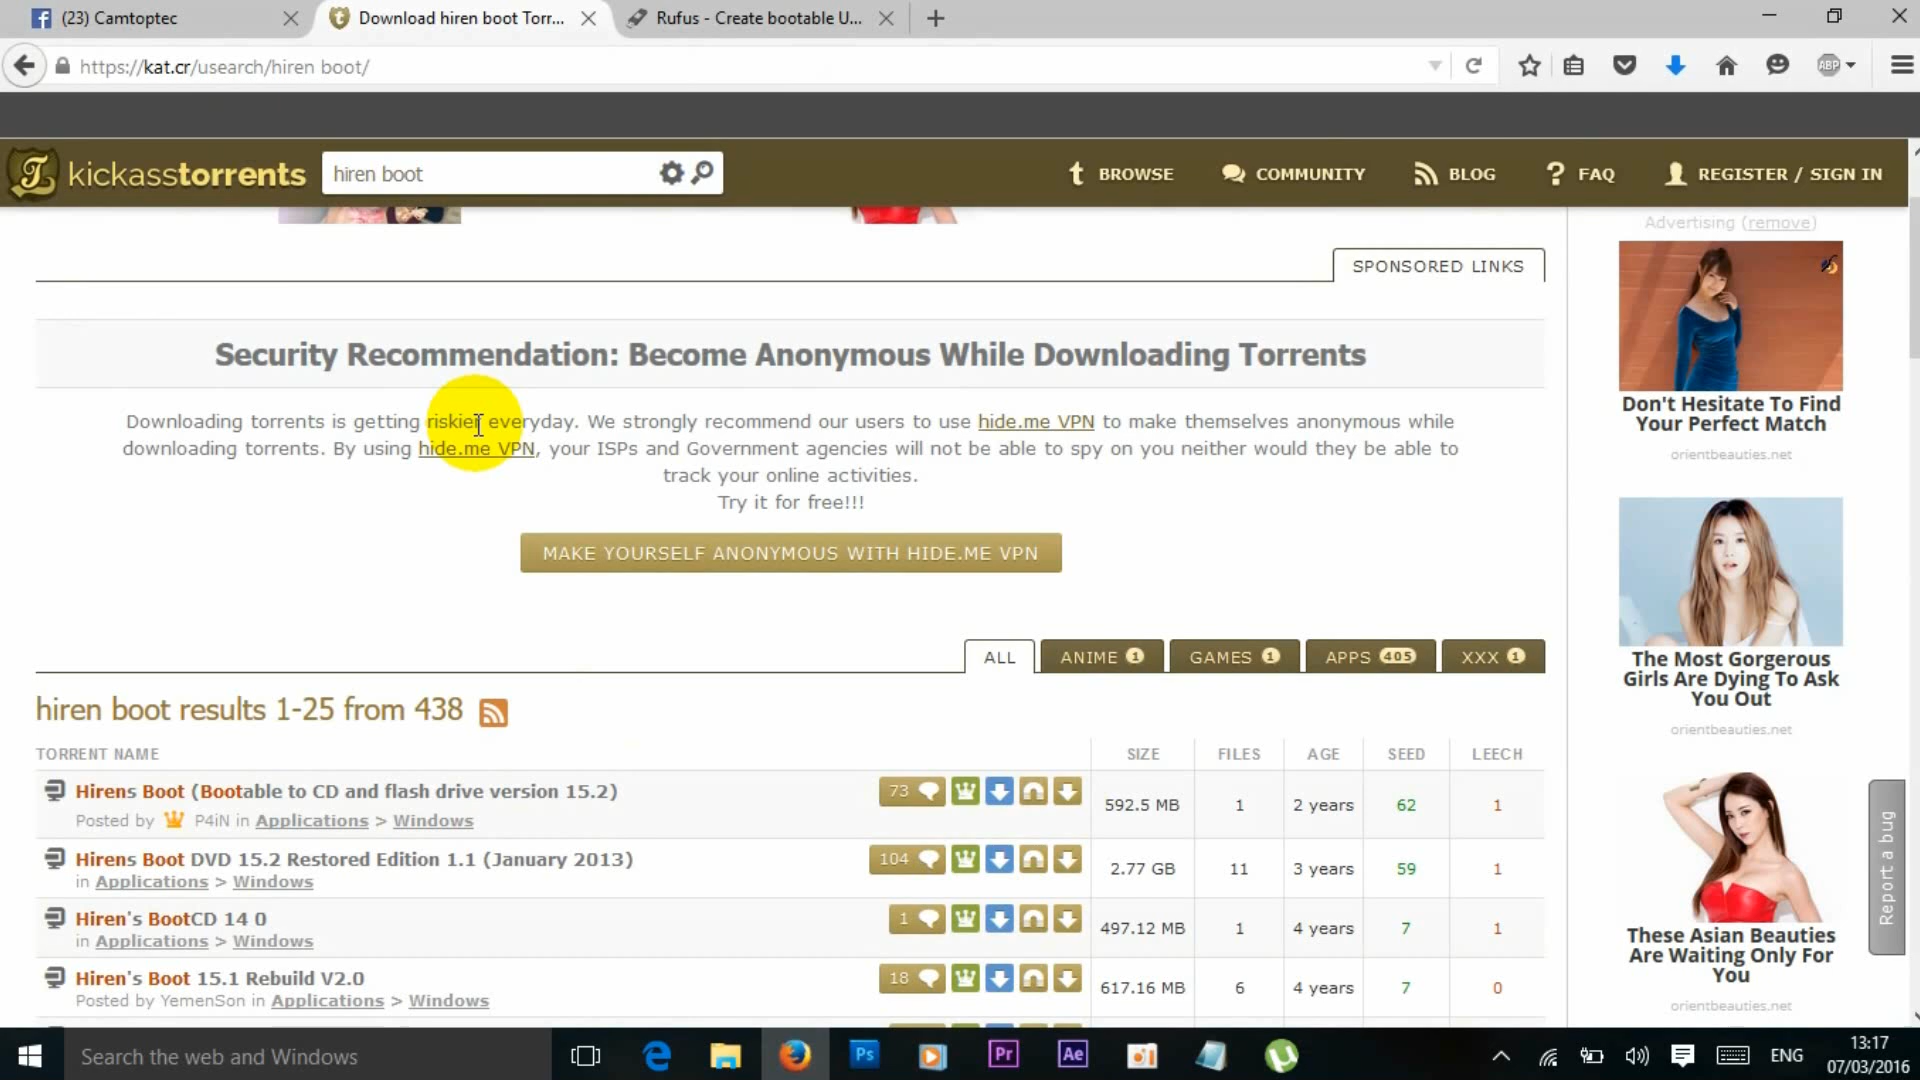 (23) Camtoptec
Download hiren boot Torr...
Rufus - Create bootable U...
https://kat.cr/usearch/hiren boot/
ABP
kickasstorrents
hiren boot
BROWSE
COMMUNITY
BLOG
FAQ
REGISTER / SIGN IN
Advertising (remove)
SPONSORED LINKS
Security Recommendation: Become Anonymous While Downloading Torrents
Downloading torrents is getting riskier everyday. We strongly recommend our users to use hide.me VPN to make themselves anonymous while
downloading torrents. By using hide.me VPN, your ISPs and Government agencies will not be able to spy on you neither would they be able to
track your online activities.
Try it for free!!!
MAKE YOURSELF ANONYMOUS WITH HIDE.ME VPN
Don't Hesitate To Find
Your Perfect Match
orientbeauties.net
The Most Gorgeous
Girls Are Dying To Ask
You Out
orientbeauties.net
These Asian Beauties
Are Waiting Only For
You
orientbeauties.net
Report a bug
ALL
ANIME 1
GAMES 1
APPS 405
XXX 1
hiren boot results 1-25 from 438
TORRENT NAME SIZE FILES AGE SEED LEECH
Hirens Boot (Bootable to CD and flash drive version 15.2) 73 592.5 MB 1 2 years 62 1
Posted by P4iN in Applications > Windows
Hirens Boot DVD 15.2 Restored Edition 1.1 (January 2013) 104 2.77 GB 11 3 years 59 1
in Applications > Windows
Hiren's BootCD 14 0 1 497.12 MB 1 4 years 7 1
in Applications > Windows
Hiren's Boot 15.1 Rebuild V2.0 18 617.16 MB 6 4 years 7 0
Posted by YemenSon in Applications > Windows
Search the web and Windows
Ps
Pr
Ae
ENG
13:17
07/03/2016